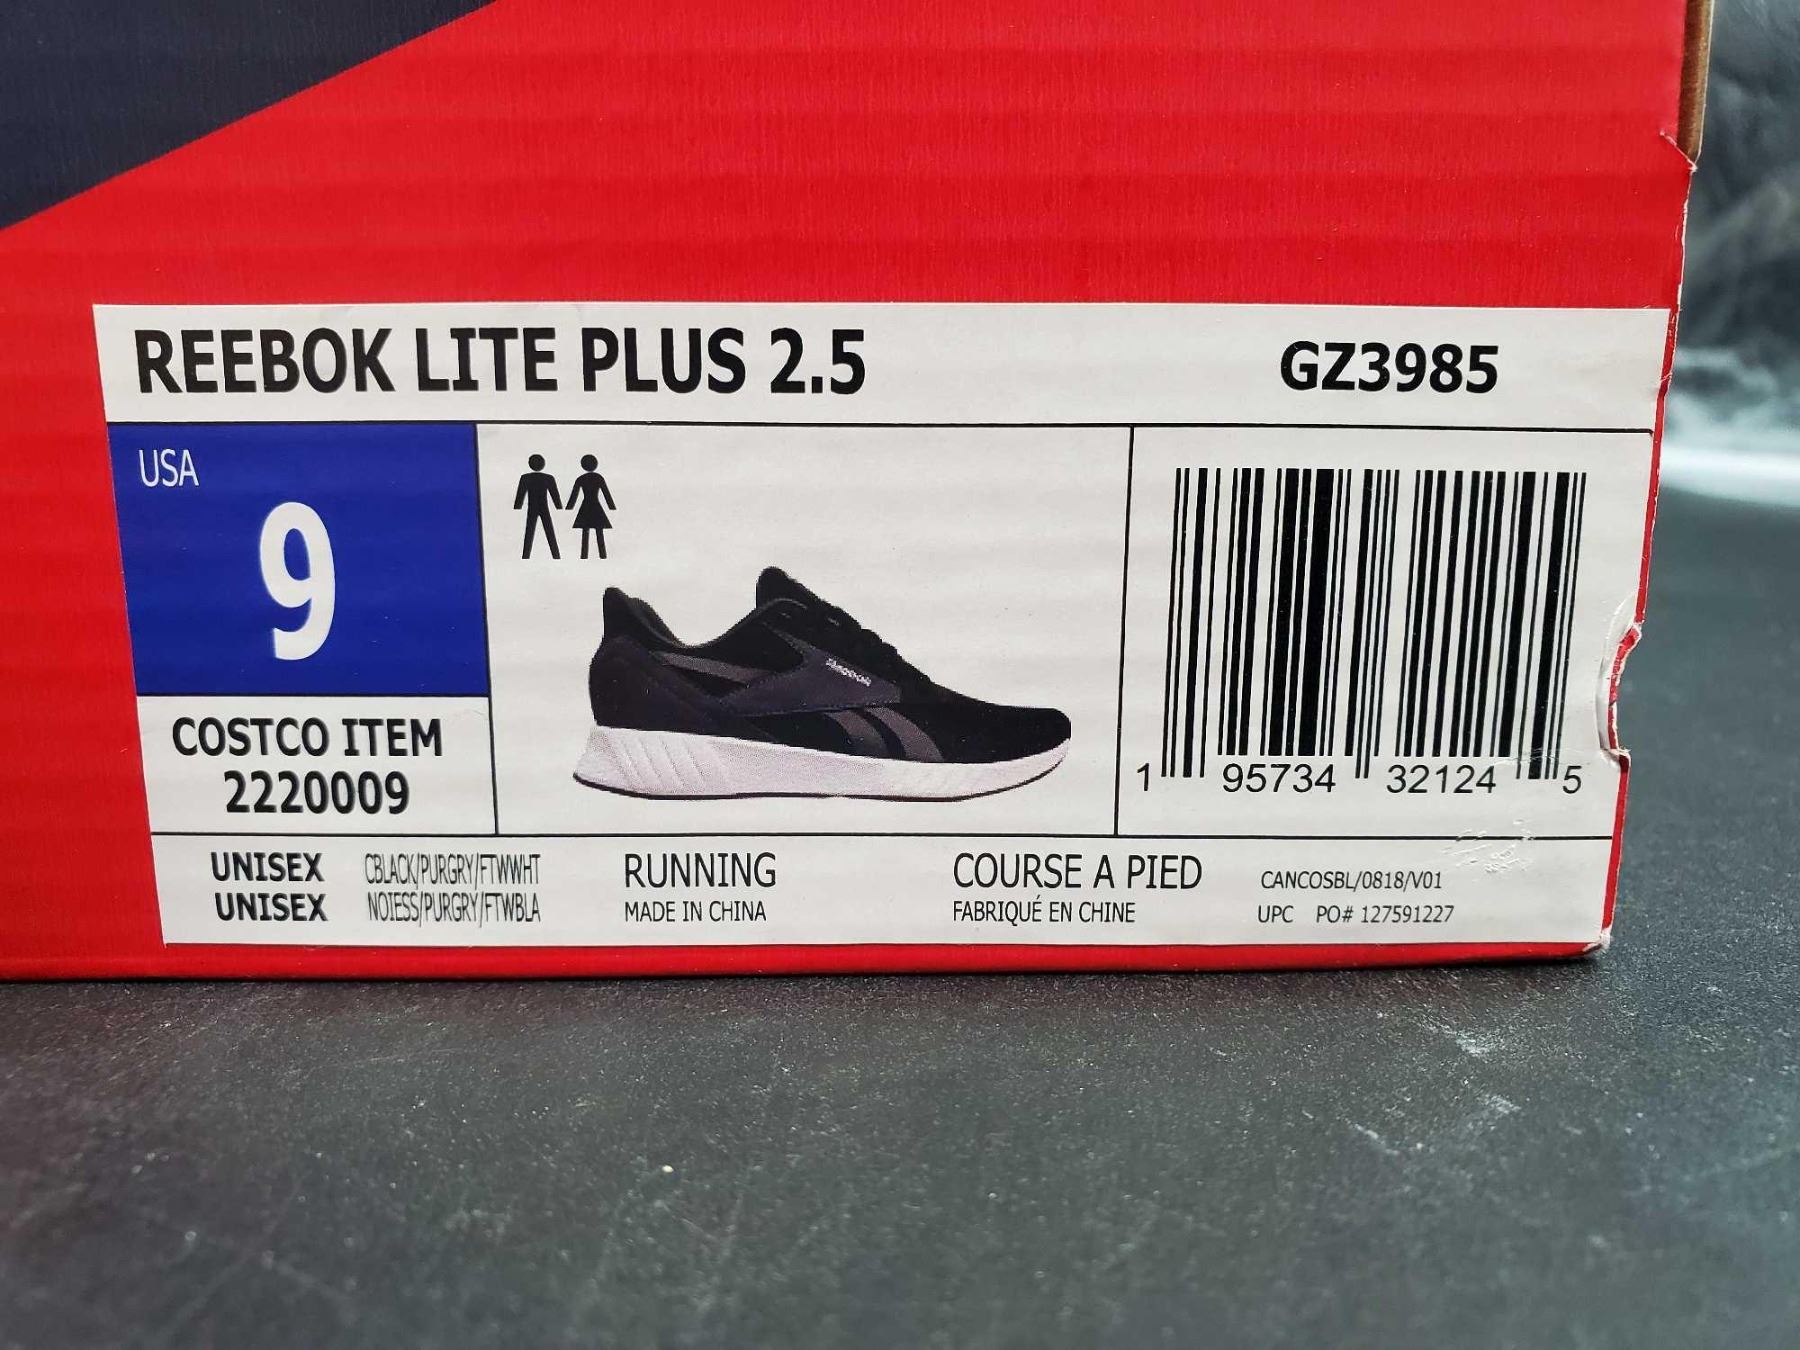 REEBOK LITE PLUS 2.5
GZ3985
USA
9
COSTCO ITEM
2220009
1 95734 32124 5
UNISEX CBLACK/PURGRY/FTWWHT
UNISEX NOIESS/PURGRY/FTWBLA
RUNNING
MADE IN CHINA
COURSE A PIED
FABRIQUÉ EN CHINE
CANCOSBL/0818/V01
UPC PO# 127591227